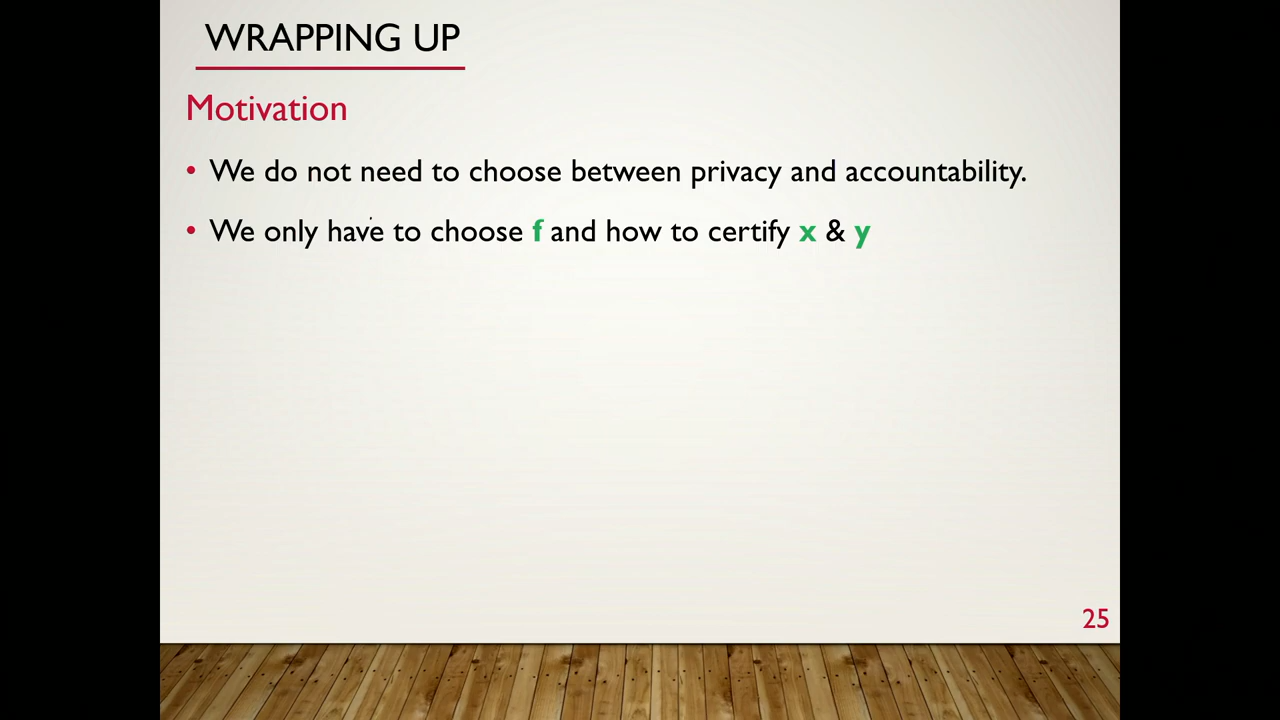 WRAPPING UP
Motivation
• We do not need to choose between privacy and accountability.
• We only have to choose f and how to certify x & y
25